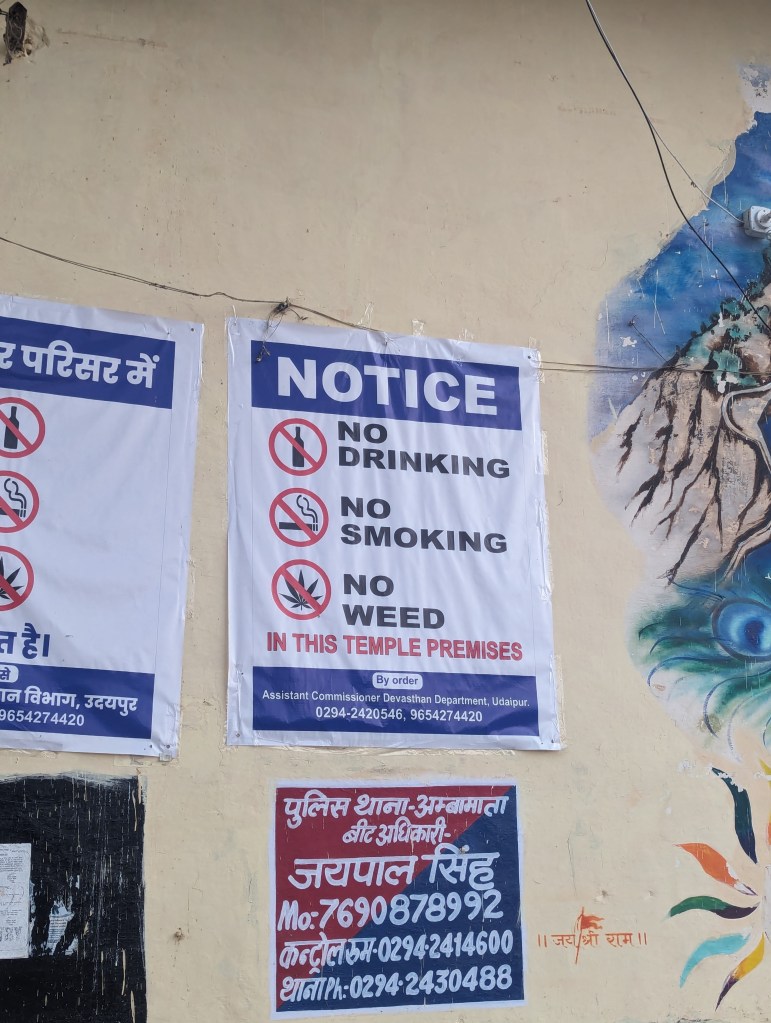 र परिसर में
त है।
से
ान विभाग, उदयपुर
9654274420
NOTICE
NO
DRINKING
NO
SMOKING
NO
WEED
IN THIS TEMPLE PREMISES
By order
Assistant Commissioner Devasthan Department, Udaipur.
0294-2420546, 9654274420
पुलिस थाना-अम्बामाता
बीट अधिकारी-
जयपाल सिंह
Mo:-7690878992
कन्ट्रोल रूम-0294-2414600
थाना Ph:-0294-2430488
।। जय श्री राम ।।